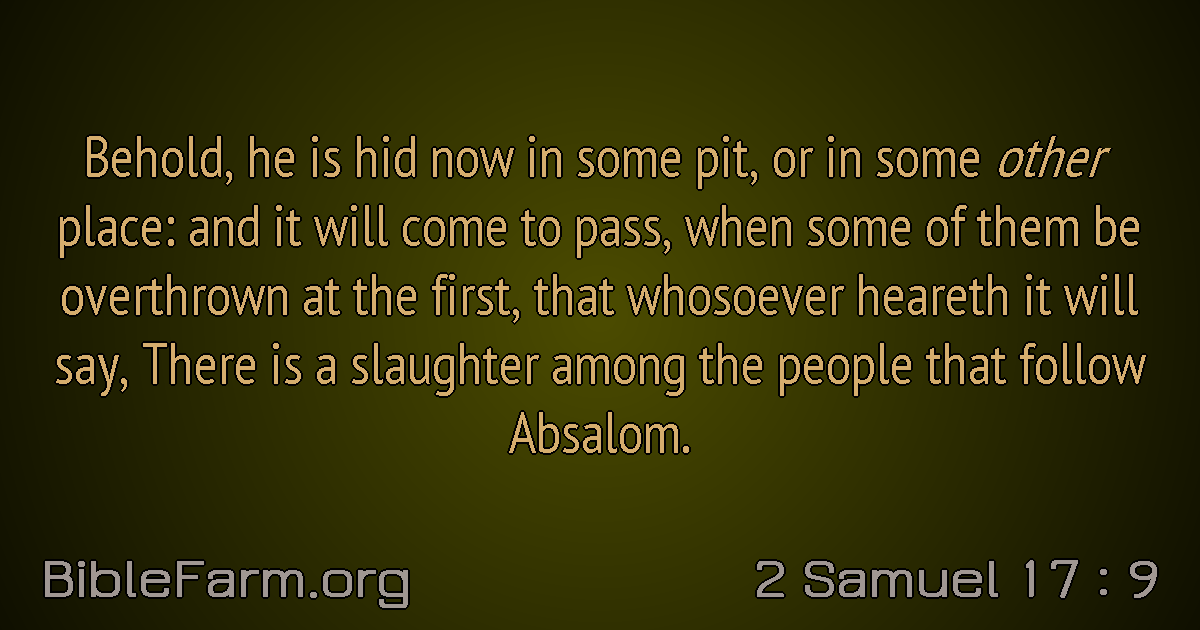 Behold, he is hid now in some pit, or in some other
place: and it will come to pass, when some of them be
overthrown at the first, that whosoever heareth it will
say, There is a slaughter among the people that follow
Absalom.
BibleFarm.org
2 Samuel 17 : 9